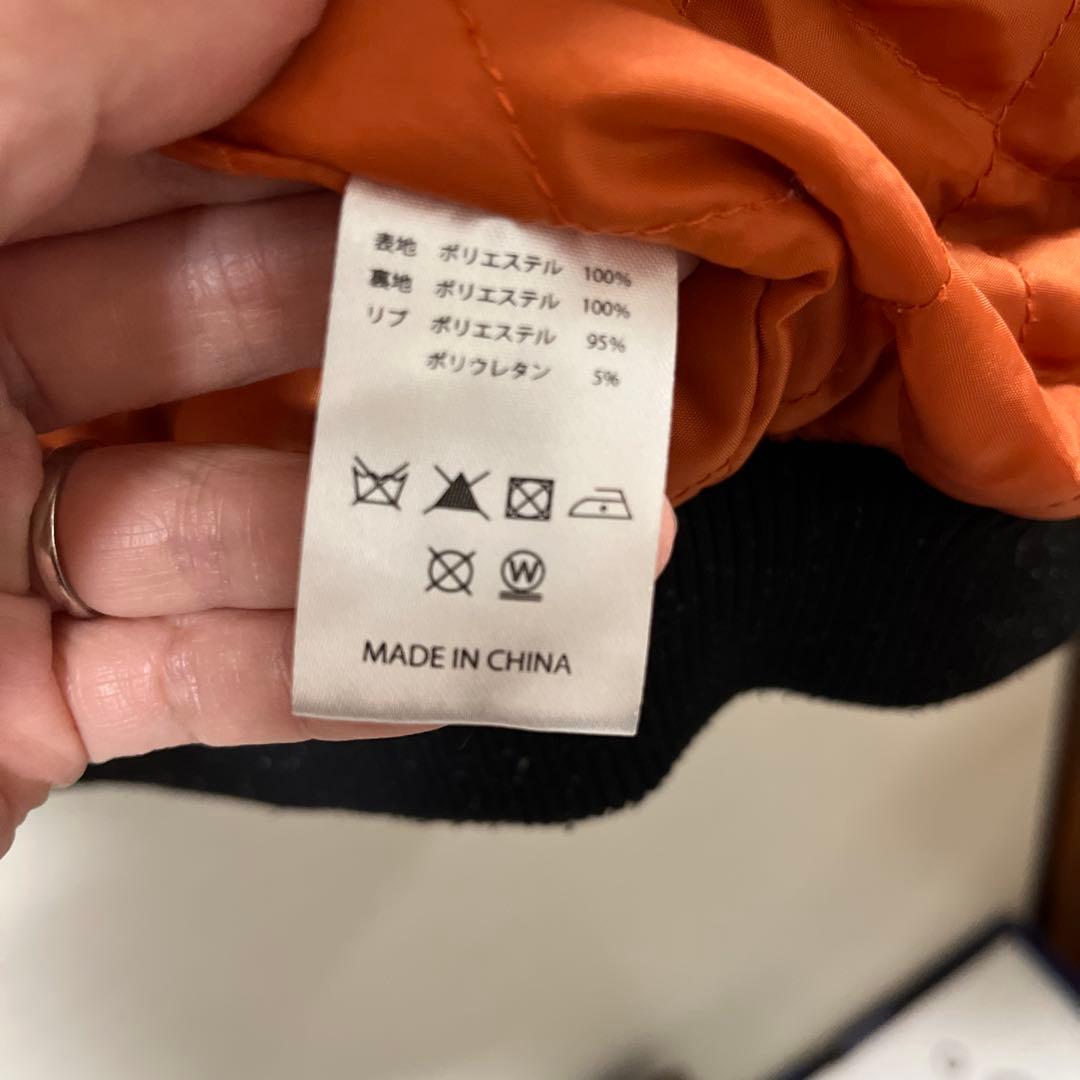 表地 ポリエステル 100%
裏地 ポリエステル 100%
リブ ポリエステル 95%
ポリウレタン 5%
W
MADE IN CHINA